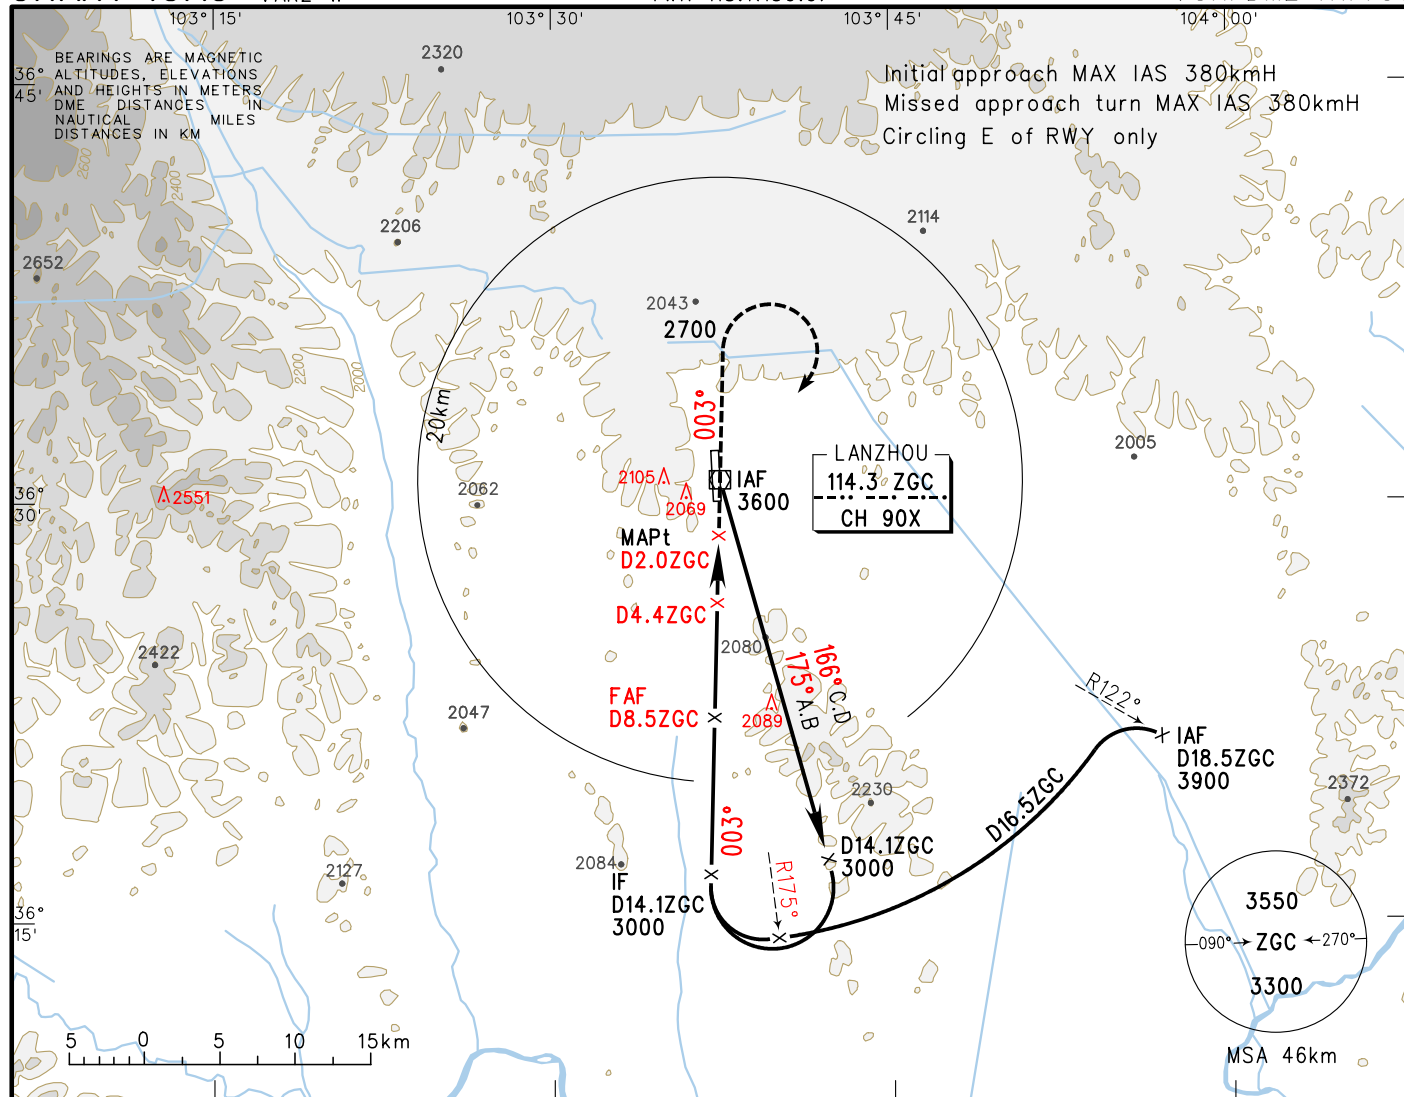 103°15'
103°30'
103°45'
104°00'
BEARINGS ARE MAGNETIC
ALTITUDES, ELEVATIONS
AND HEIGHTS IN METERS
DME DISTANCES IN
NAUTICAL MILES
DISTANCES IN KM
36°
45'
Initial approach MAX IAS 380kmH
Missed approach turn MAX IAS 380kmH
Circling E of RWY only
2320
2600
2400
2206
2114
2652
2043
2700
2200
2000
20km
003°
2005
LANZHOU
114.3 ZGC
CH 90X
2105
2069
IAF
3600
2551
2062
36°
30'
MAPt
D2.0ZGC
D4.4ZGC
2080
166° C.D
175° A.B
2422
FAF
D8.5ZGC
2089
2047
R122°
IAF
D18.5ZGC
3900
2230
2372
D16.5ZGC
003°
D14.1ZGC
3000
2084
2127
R175°
IF
D14.1ZGC
3000
36°
15'
3550
090° ZGC 270°
3300
MSA 46km
5 0 5 10 15km